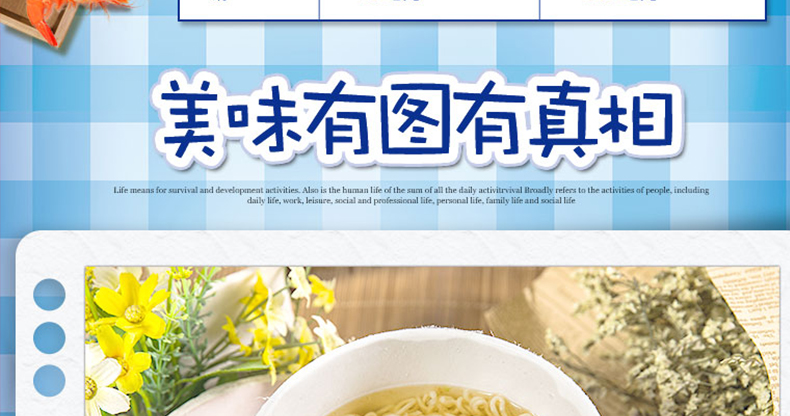 美味有图有真相
Life means for survival and development activities. Also is the human life of the sum of all the daily activitrvival Broadly refers to the activities of people, including
daily life, work, leisure, social and professional life, personal life, family life and social life